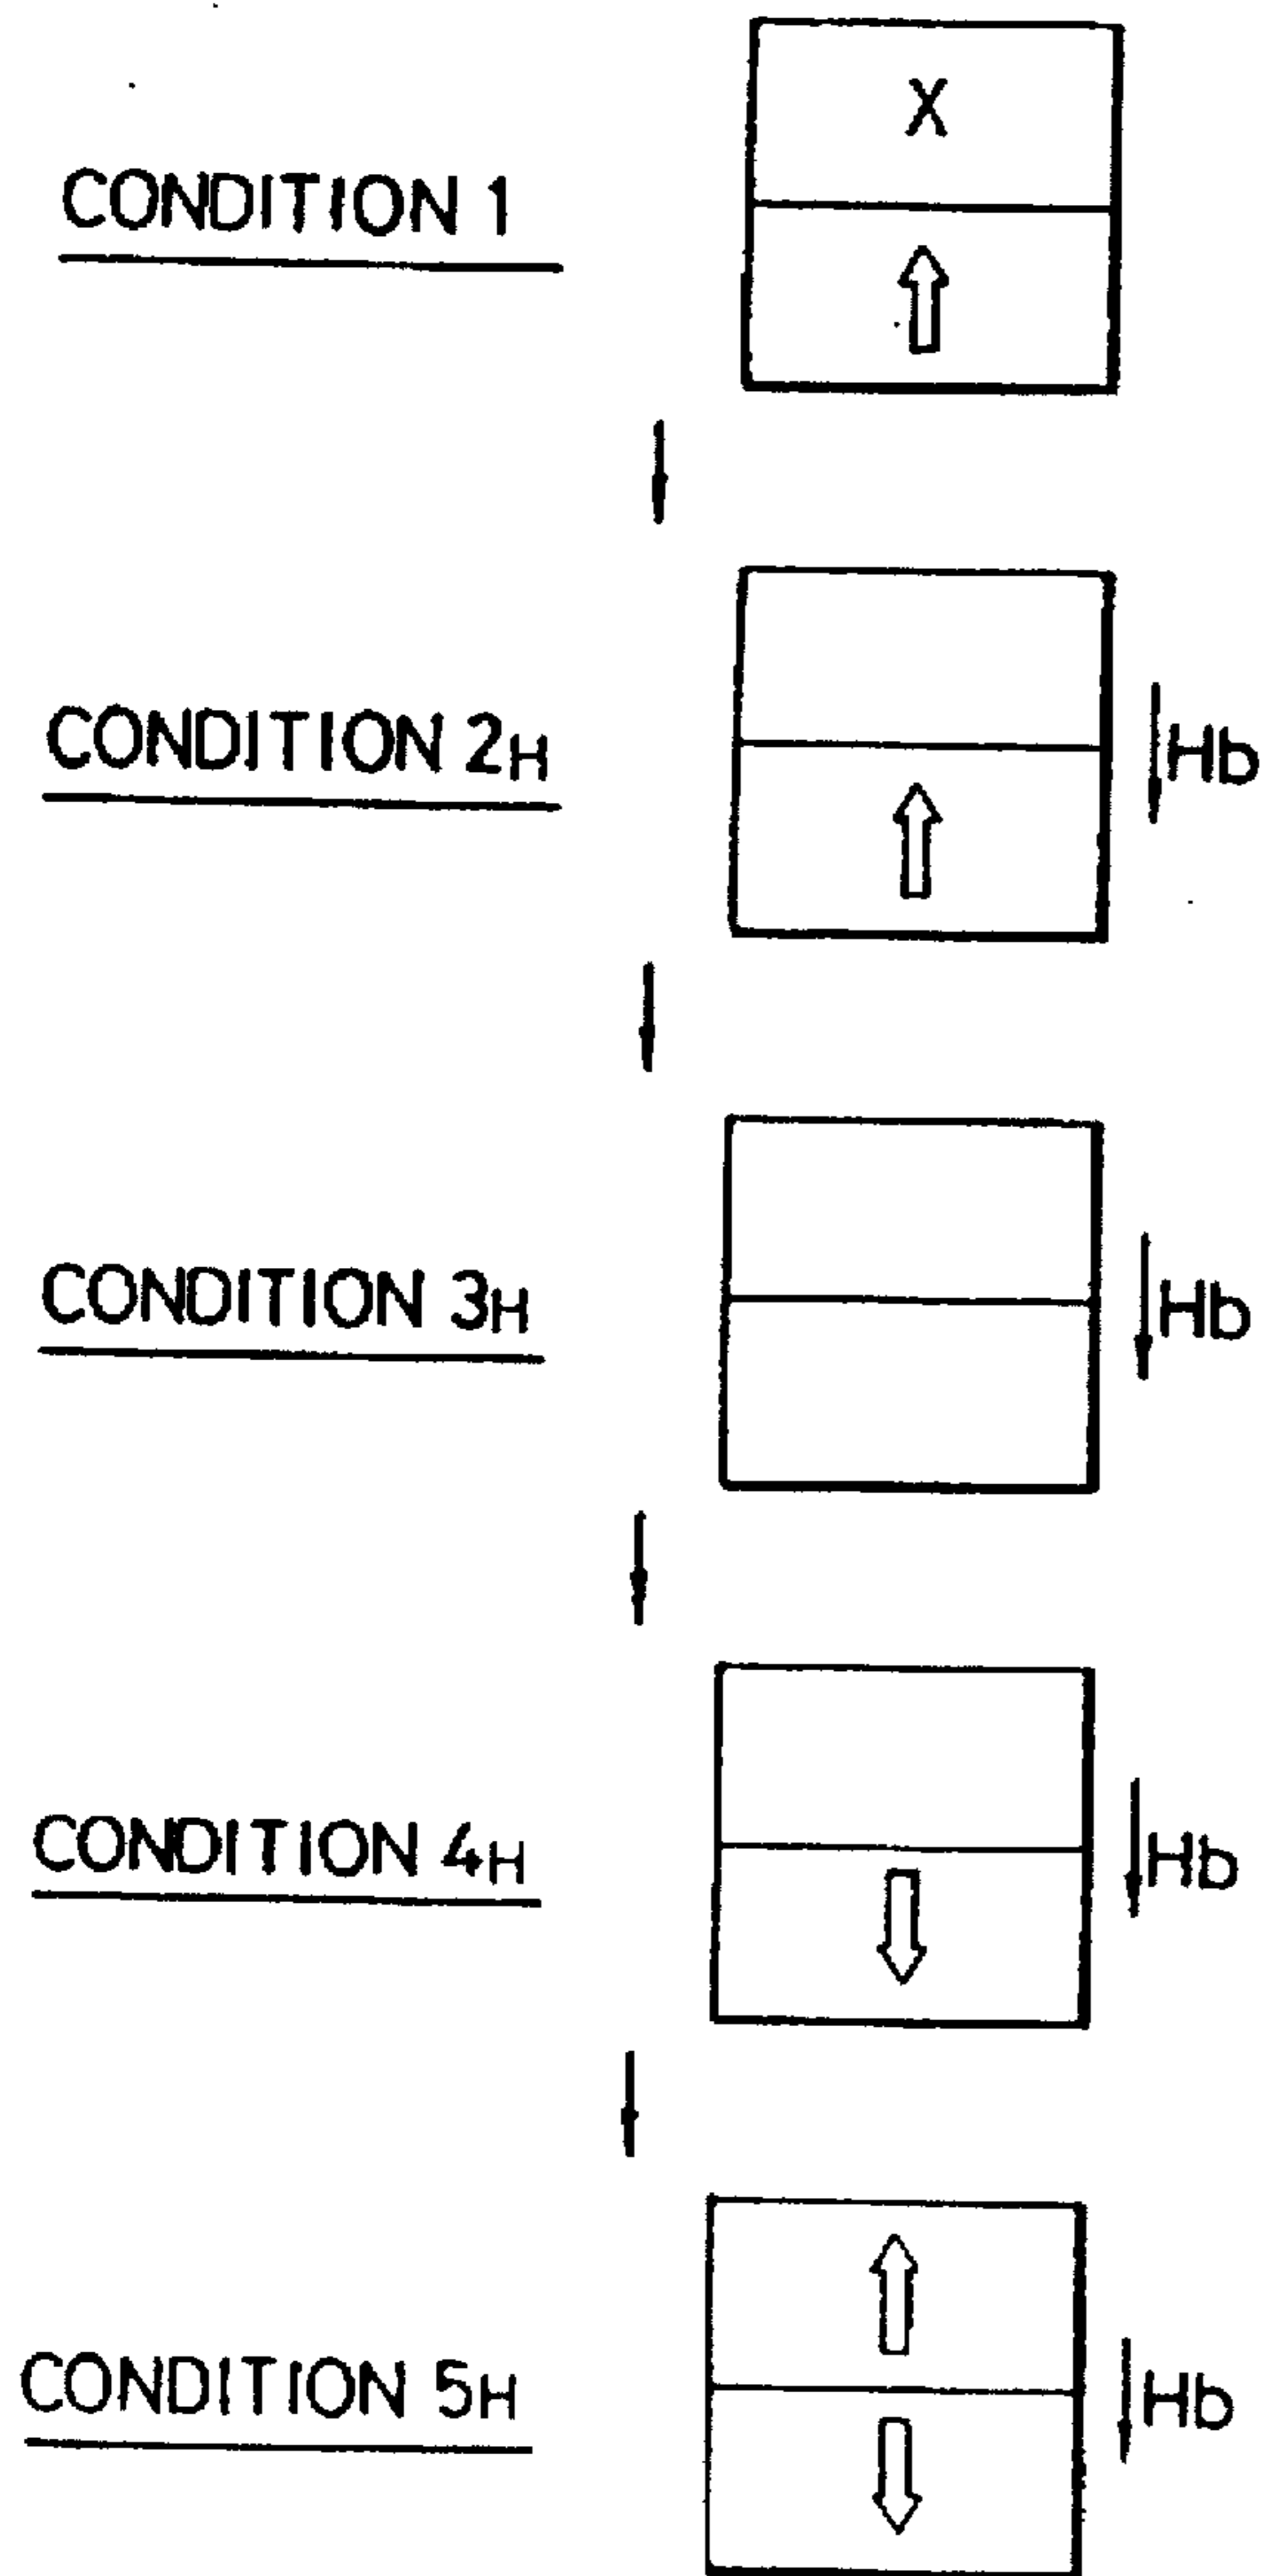 X
CONDITION 1
CONDITION 2H
Hb
CONDITION 3H
Hb
CONDITION 4H
Hb
CONDITION 5H
Hb